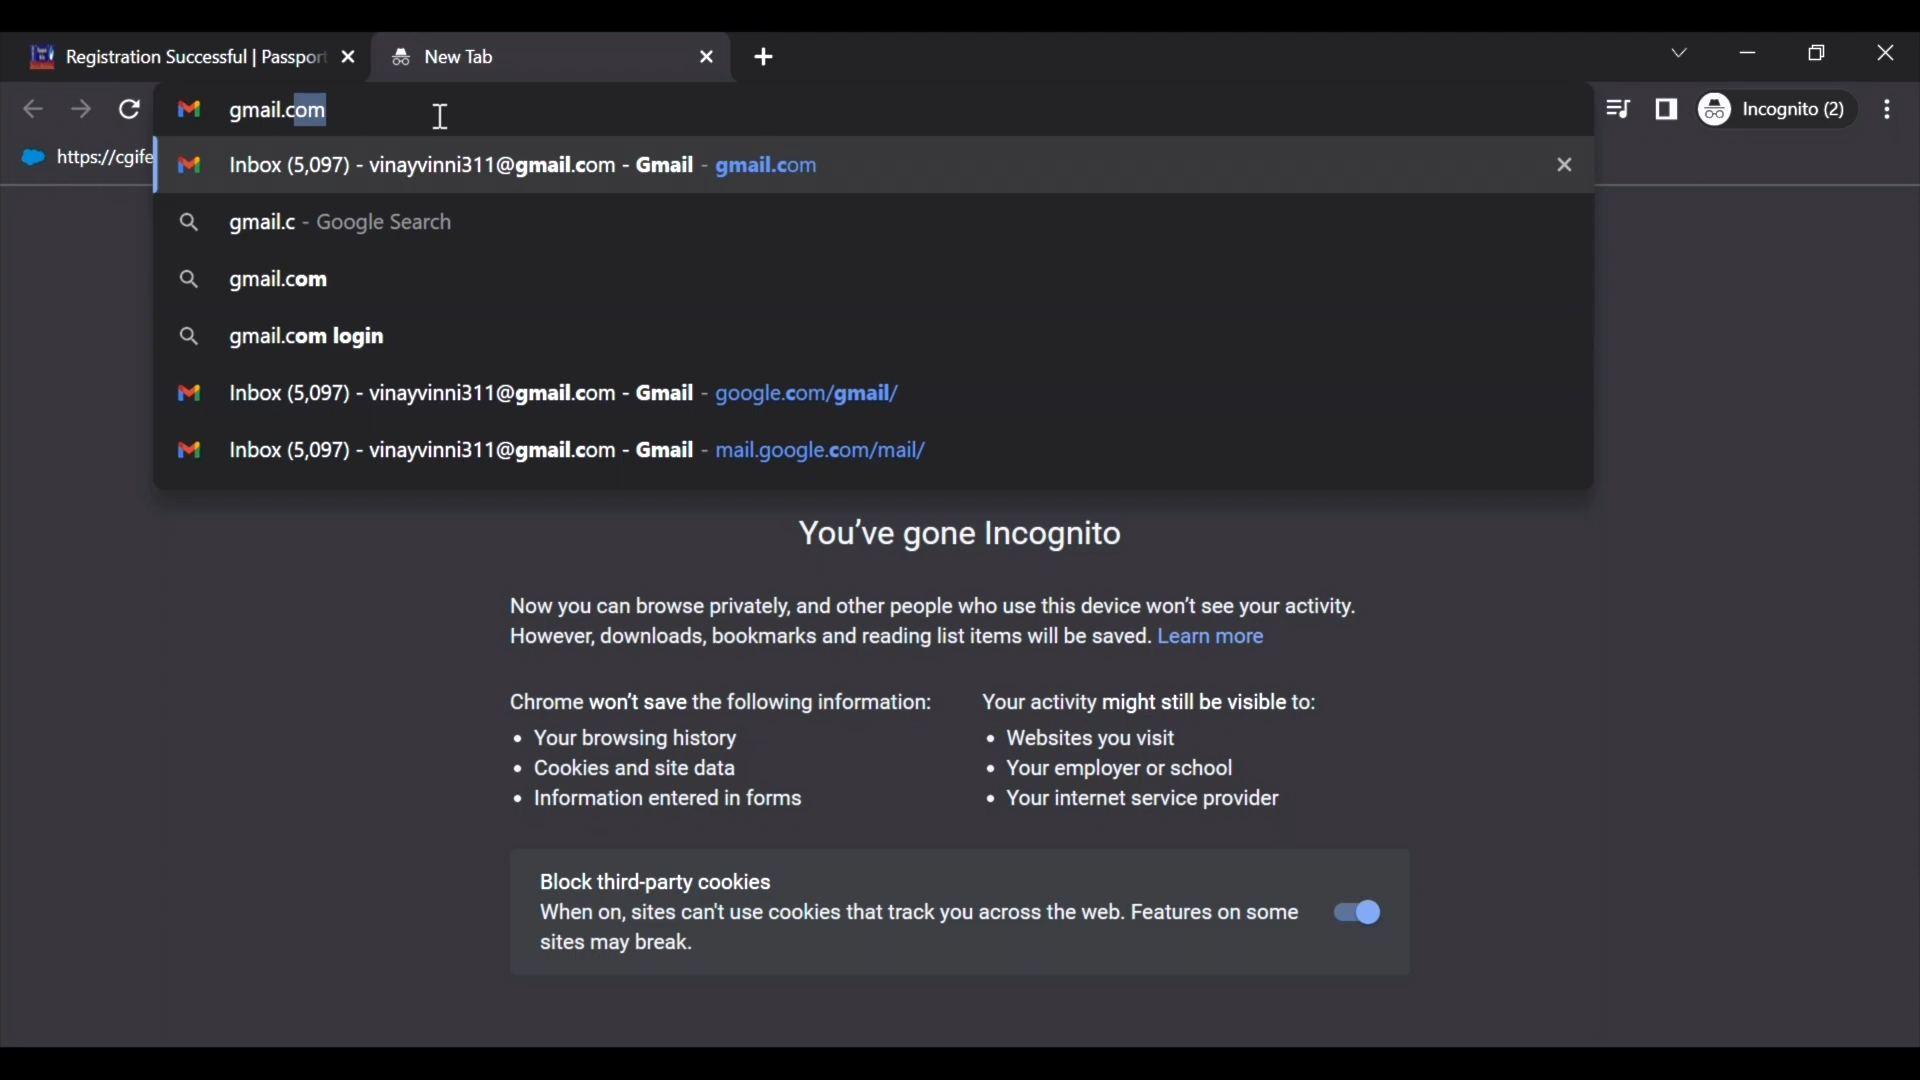 Registration Successful | Passpor
New Tab
gmail.com
Incognito (2)
https://cgife
Inbox (5,097) - vinayvinni311@gmail.com - Gmail - gmail.com
gmail.c - Google Search
gmail.com
gmail.com login
Inbox (5,097) - vinayvinni311@gmail.com - Gmail - google.com/gmail/
Inbox (5,097) - vinayvinni311@gmail.com - Gmail - mail.google.com/mail/
You've gone Incognito
Now you can browse privately, and other people who use this device won't see your activity.
However, downloads, bookmarks and reading list items will be saved. Learn more
Chrome won't save the following information:
Your browsing history
Cookies and site data
Information entered in forms
Your activity might still be visible to:
Websites you visit
Your employer or school
Your internet service provider
Block third-party cookies
When on, sites can't use cookies that track you across the web. Features on some
sites may break.